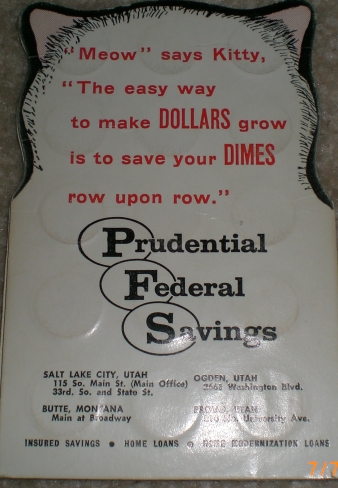 "Meow" says Kitty,
"The easy way
to make DOLLARS grow
is to save your DIMES
row upon row."
Prudential
Federal
Savings
SALT LAKE CITY, UTAH
115 So. Main St. (Main Office)
33rd. So. and State St.
OGDEN, UTAH
Washington Blvd.
BUTTE, MONTANA
Main at Broadway
PROVO, UTAH
No. University Ave.
INSURED SAVINGS ● HOME LOANS ● HOME MODERNIZATION LOANS